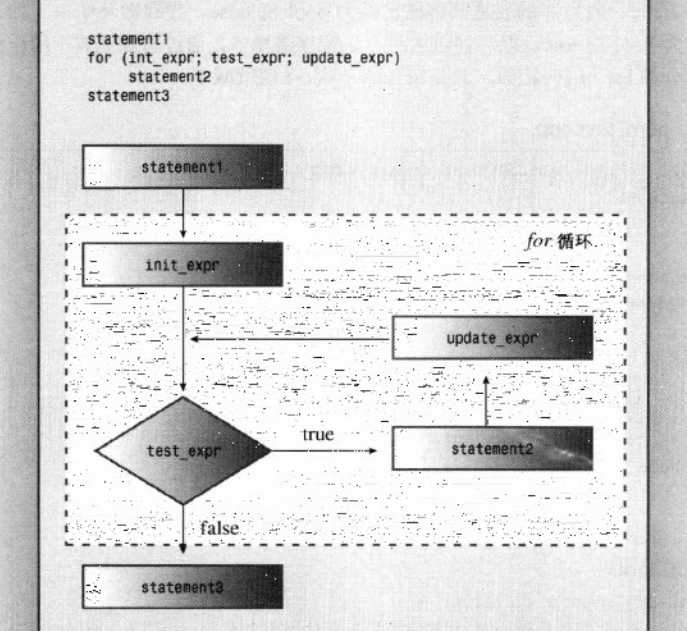 statement1
for (int_expr; test_expr; update_expr)
statement2
statement3
statement1
init_expr
for 循环
update_expr
test_expr
true
statement2
false
statement3